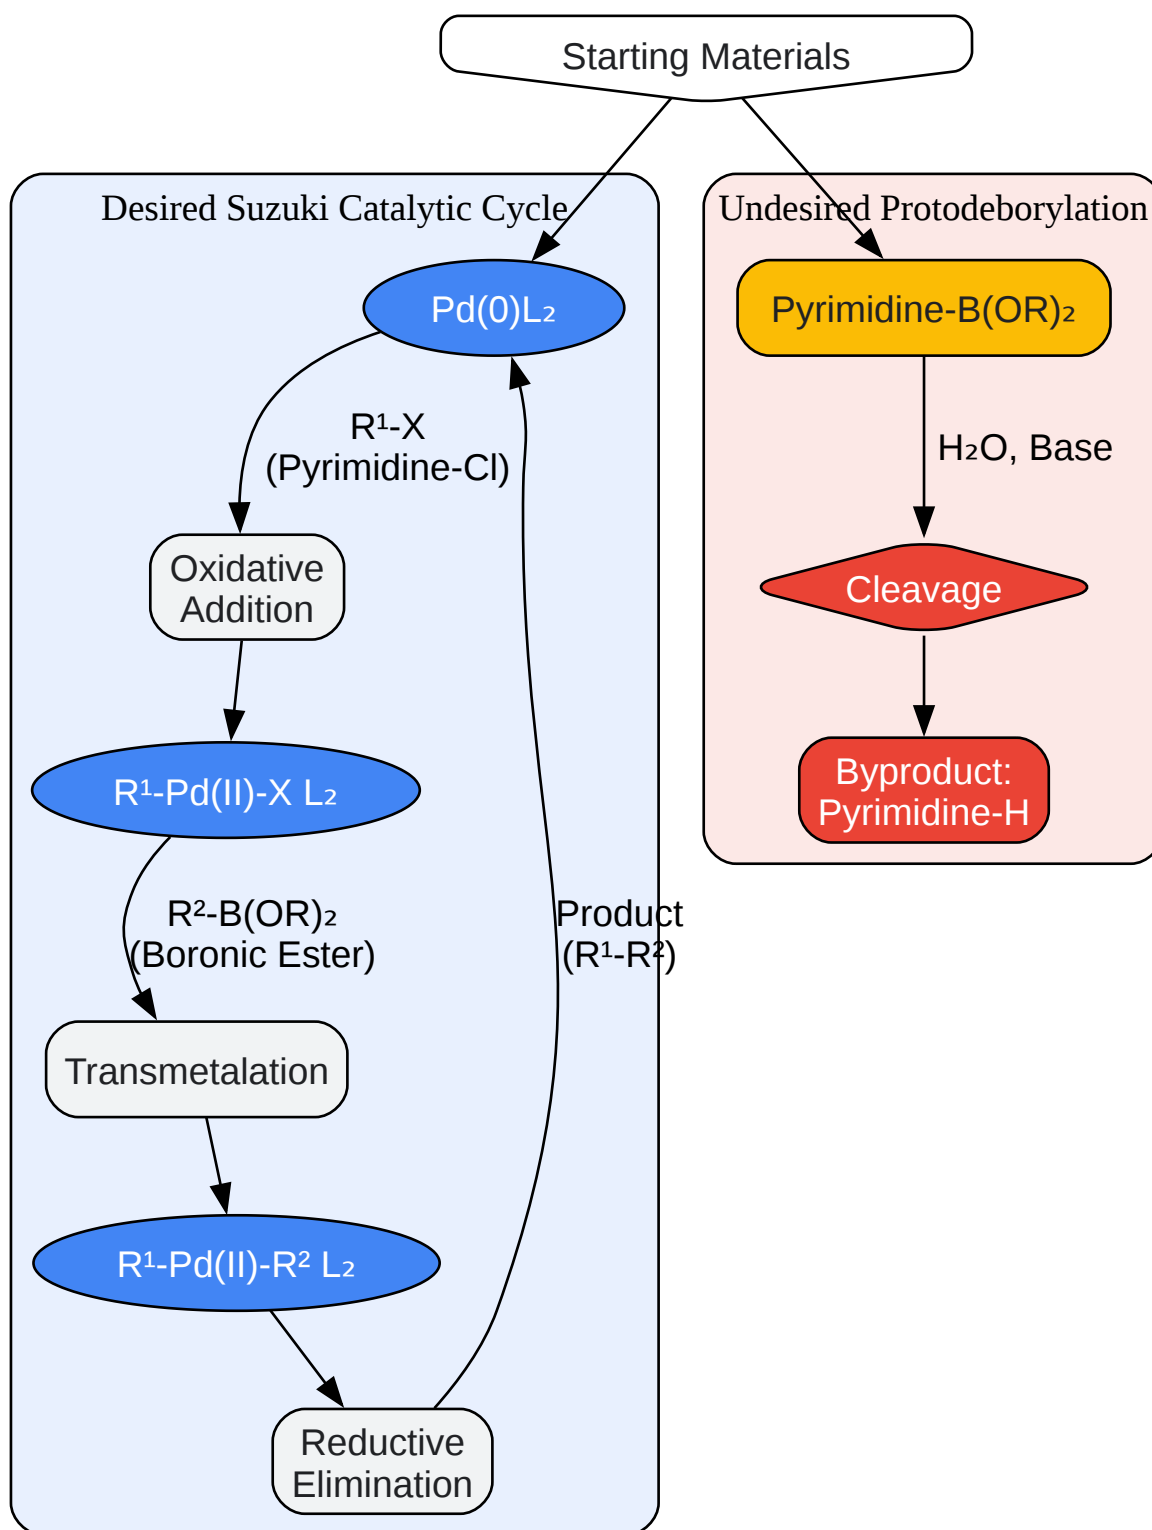 Starting Materials
Desired Suzuki Catalytic Cycle
Undesired Protodeborylation
Pd(0)L₂
Pyrimidine-B(OR)₂
R¹-X
(Pyrimidine-Cl)
H₂O, Base
Oxidative
Addition
Cleavage
R¹-Pd(II)-X L₂
Byproduct:
Pyrimidine-H
R²-B(OR)₂
(Boronic Ester)
Product
(R¹-R²)
Transmetalation
R¹-Pd(II)-R² L₂
Reductive
Elimination